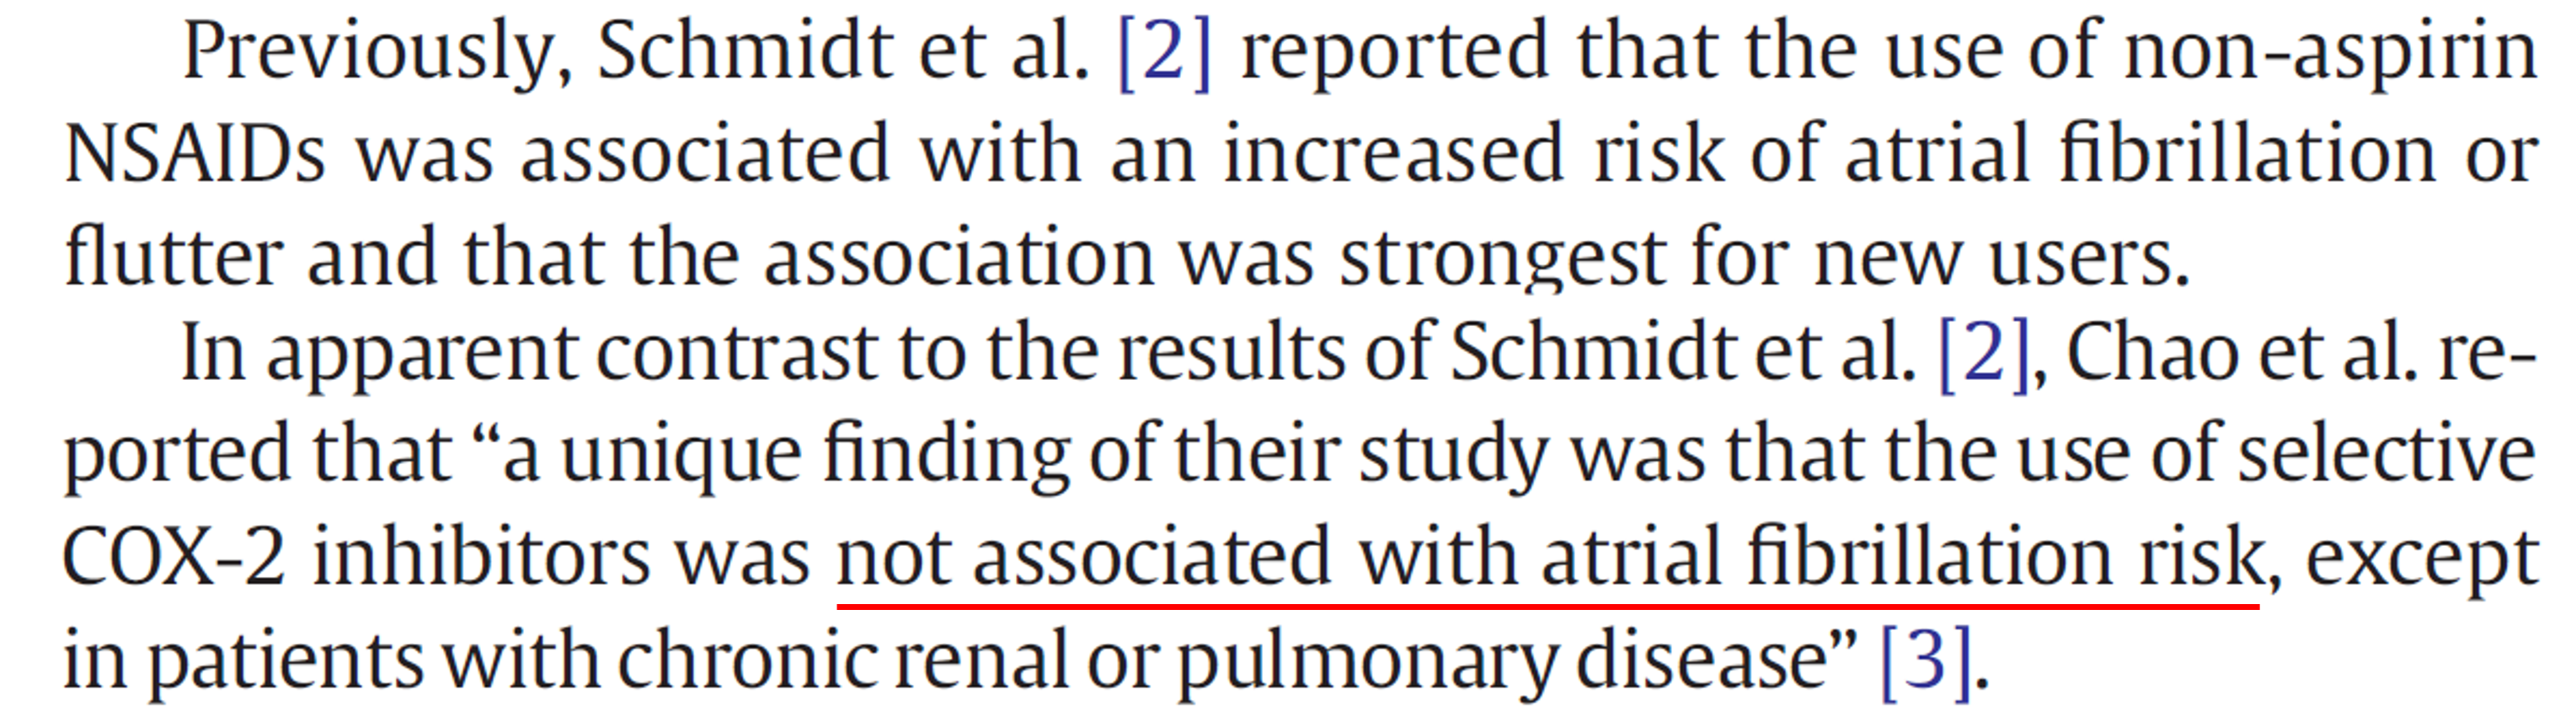 Previously, Schmidt et al. [2] reported that the use of non-aspirin
NSAIDs was associated with an increased risk of atrial fibrillation or
flutter and that the association was strongest for new users.
In apparent contrast to the results of Schmidt et al. [2], Chao et al. re-
ported that “a unique finding of their study was that the use of selective
COX-2 inhibitors was not associated with atrial fibrillation risk, except
in patients with chronic renal or pulmonary disease” [3].